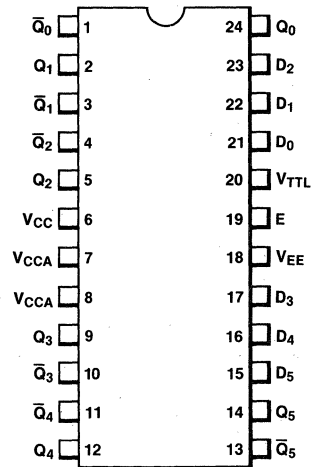 Q̅0 1 24 Q0
Q1 2 23 D2
Q̅1 3 22 D1
Q̅2 4 21 D0
Q2 5 20 VTTL
VCC 6 19 E
VCCA 7 18 VEE
VCCA 8 17 D3
Q3 9 16 D4
Q̅3 10 15 D5
Q̅4 11 14 Q5
Q4 12 13 Q̅5